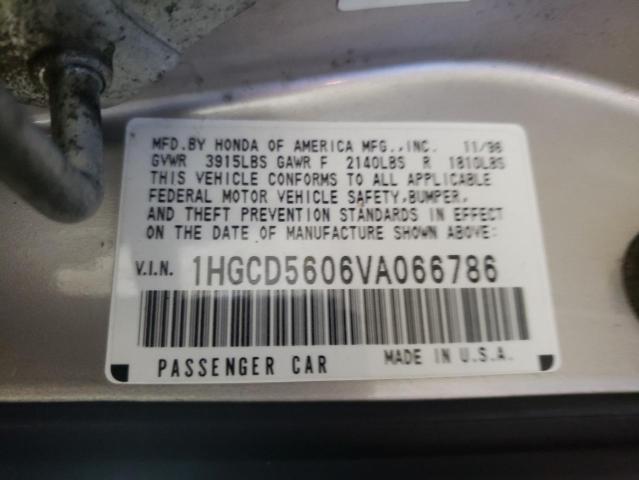 MFD. BY HONDA OF AMERICA MFG., INC. 11/96
GVWR 3915LBS GAWR F 2140LBS R 1810LBS
THIS VEHICLE CONFORMS TO ALL APPLICABLE
FEDERAL MOTOR VEHICLE SAFETY, BUMPER,
AND THEFT PREVENTION STANDARDS IN EFFECT
ON THE DATE OF MANUFACTURE SHOWN ABOVE:
V.I.N. 1HGCD5606VA066786
PASSENGER CAR MADE IN U.S.A.